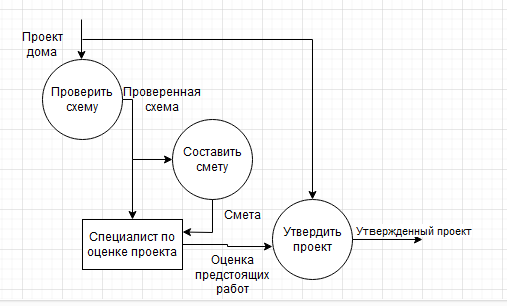 Проект
дома
Проверить
схему
Проверенная
схема
Составить
смету
Смета
Специалист по
оценке проекта
Оценка
предстоящих
работ
Утвердить
проект
Утвержденный проект